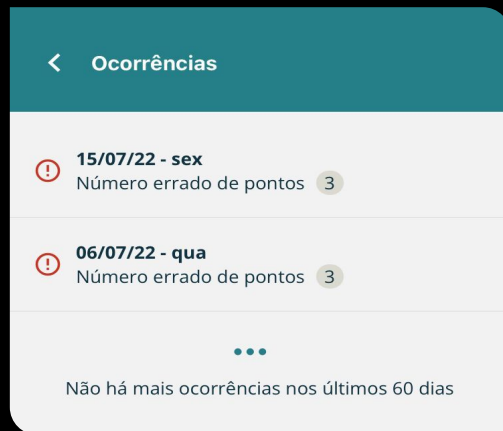 Ocorrências
15/07/22 - sex
Número errado de pontos 3
06/07/22 - qua
Número errado de pontos 3
Não há mais ocorrências nos últimos 60 dias